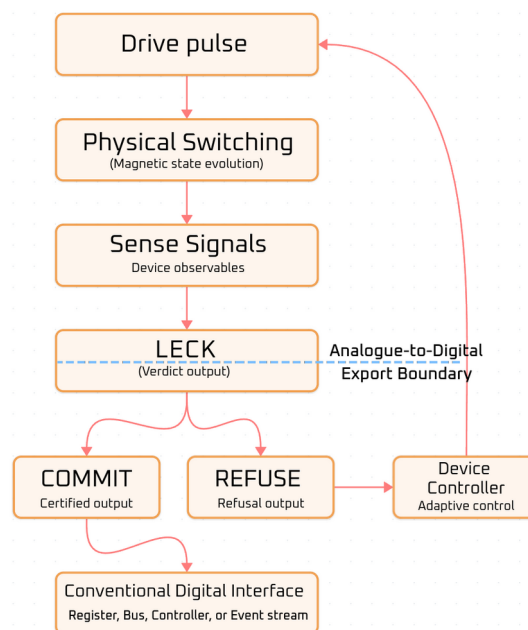 Drive pulse
Physical Switching
(Magnetic state evolution)
Sense Signals
Device observables
LECK
(Verdict output)
Analogue-to-Digital
Export Boundary
COMMIT
Certified output
REFUSE
Refusal output
Device
Controller
Adaptive control
Conventional Digital Interface
Register, Bus, Controller, or Event stream